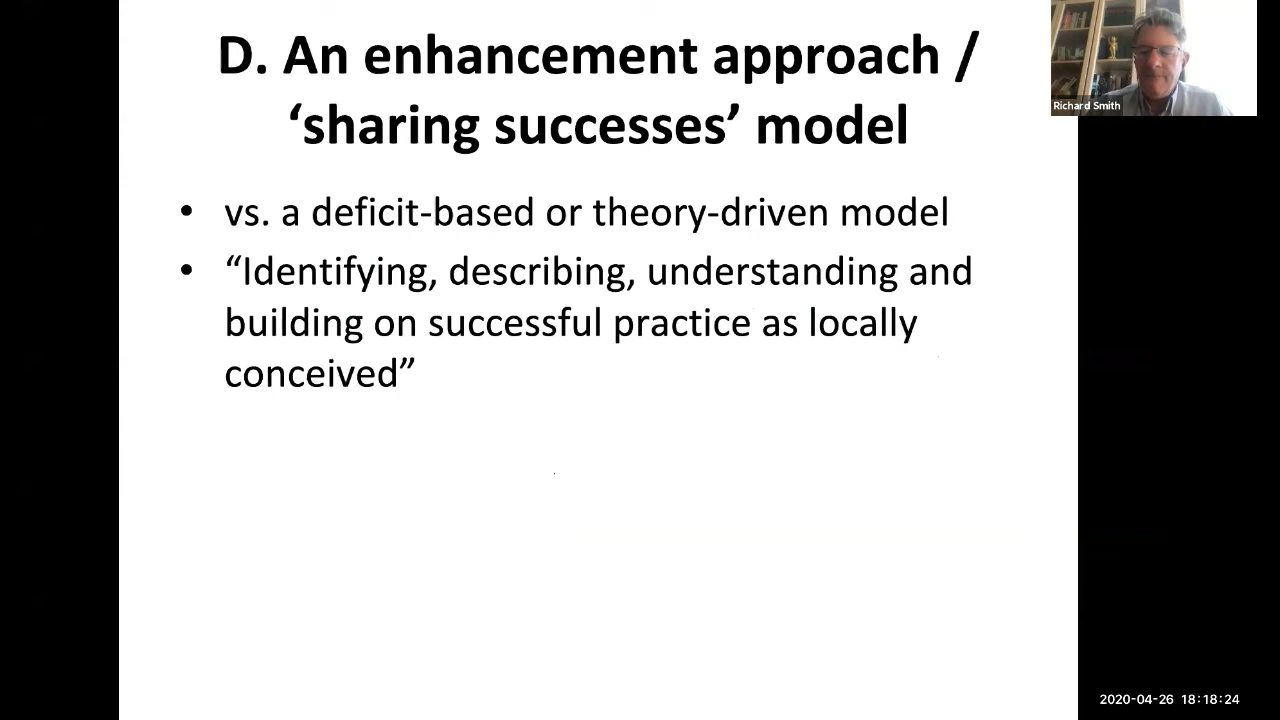 D. An enhancement approach /
‘sharing successes’ model
• vs. a deficit-based or theory-driven model
• “Identifying, describing, understanding and
building on successful practice as locally
conceived”
Richard Smith
2020-04-26 18:18:24